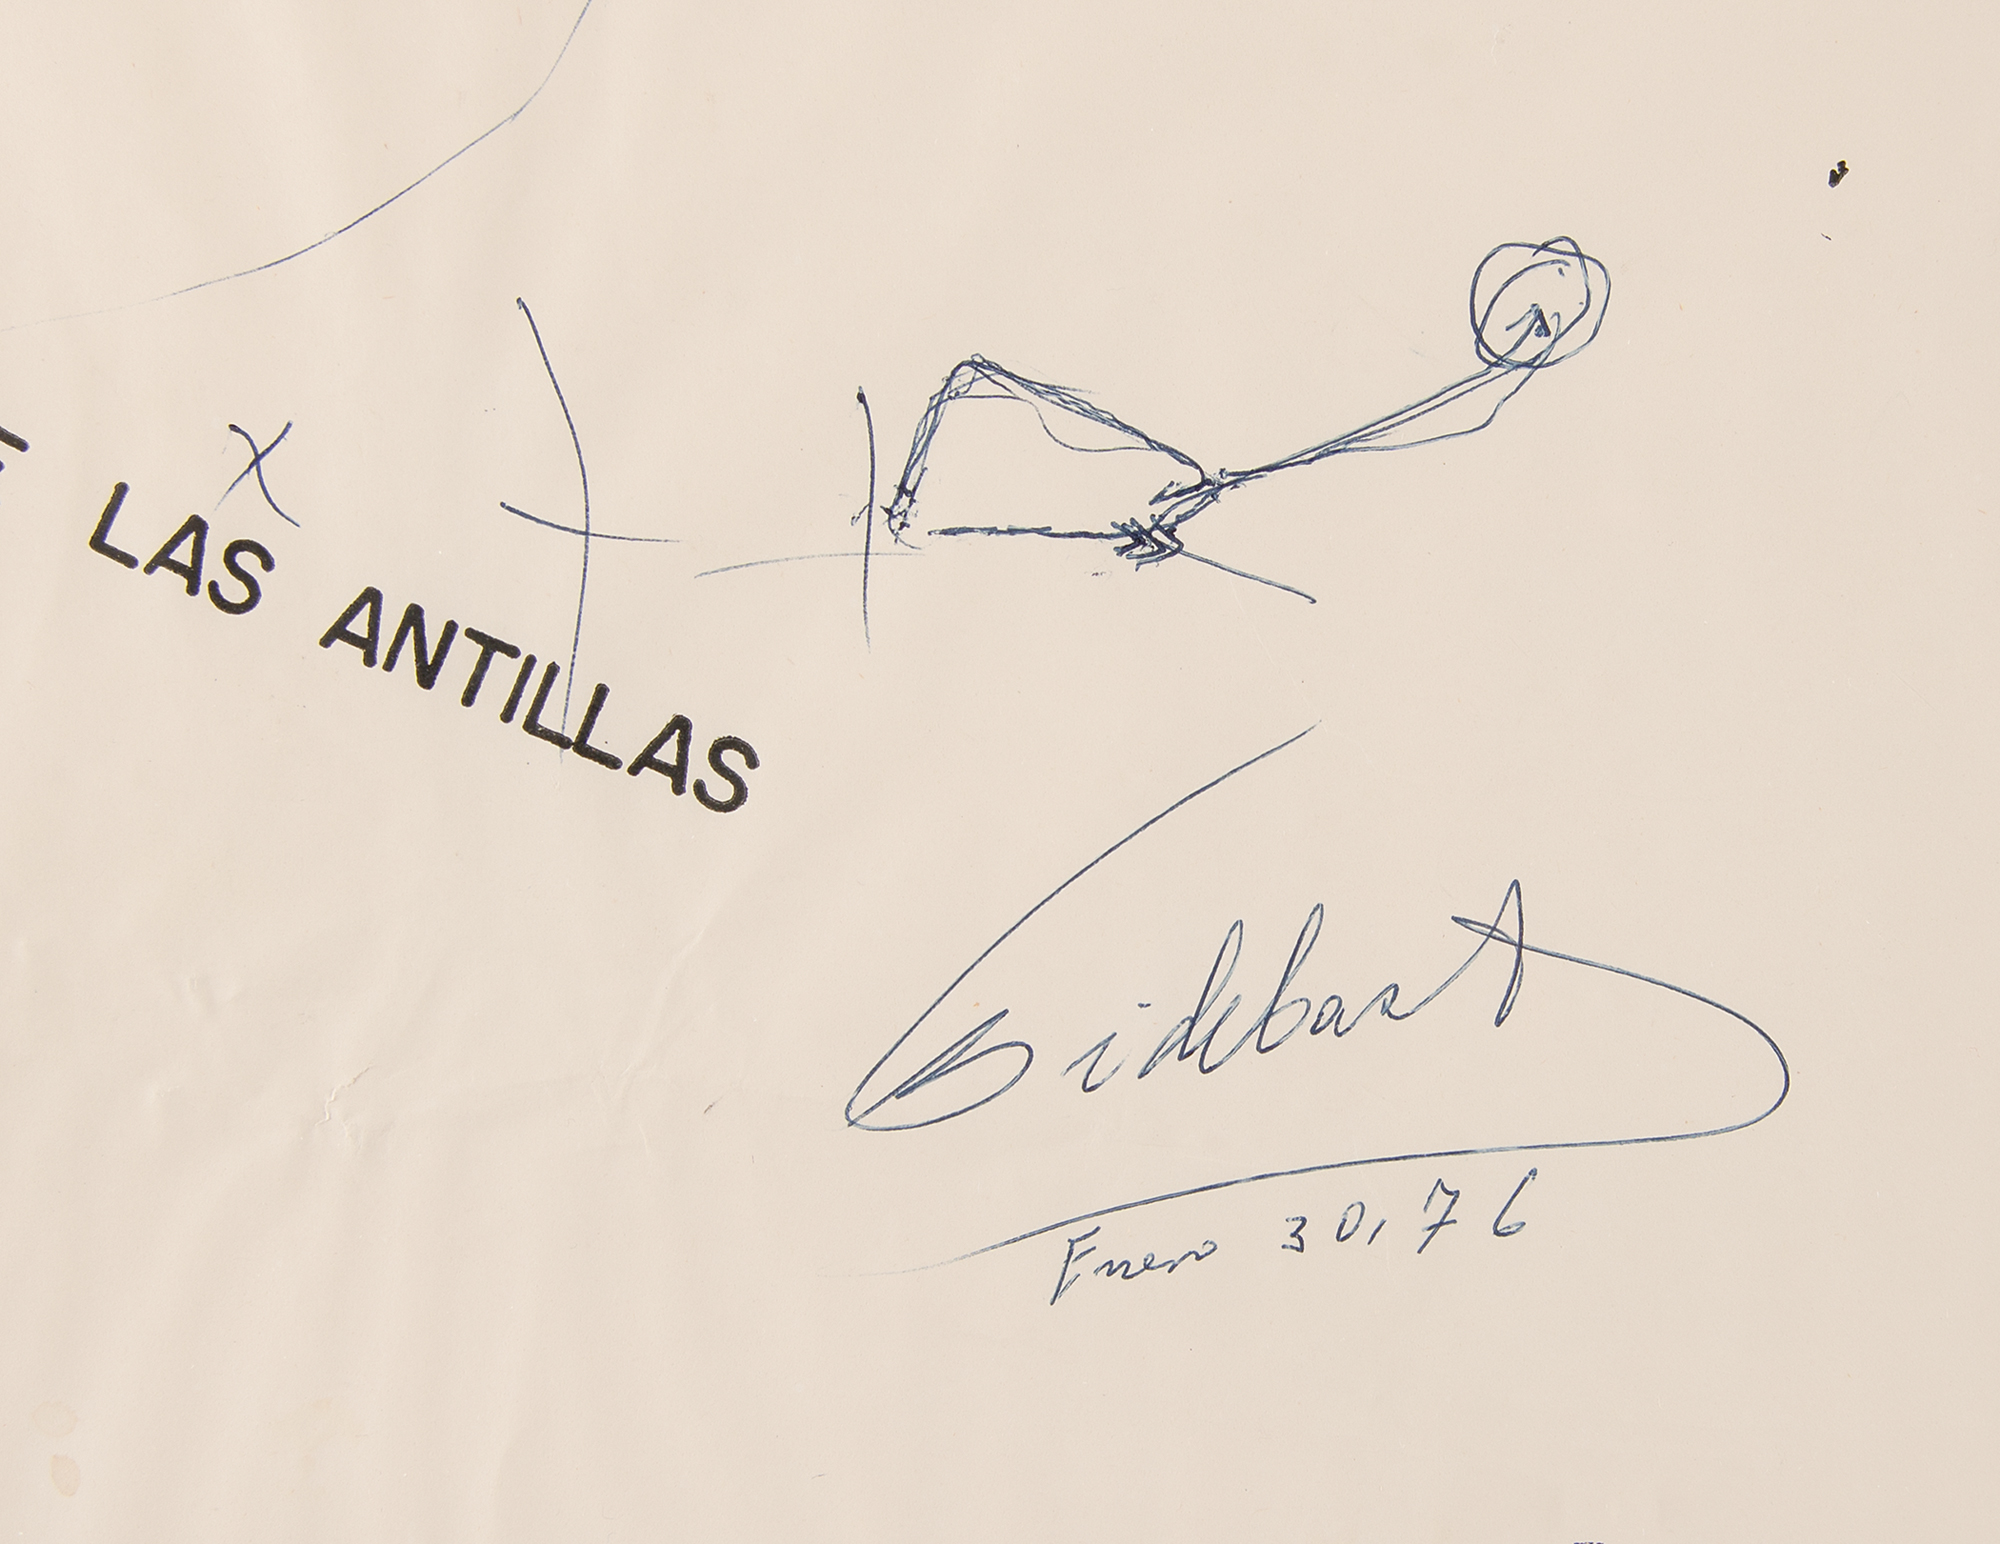 LAS ANTILLAS
X
Enero 30, 76